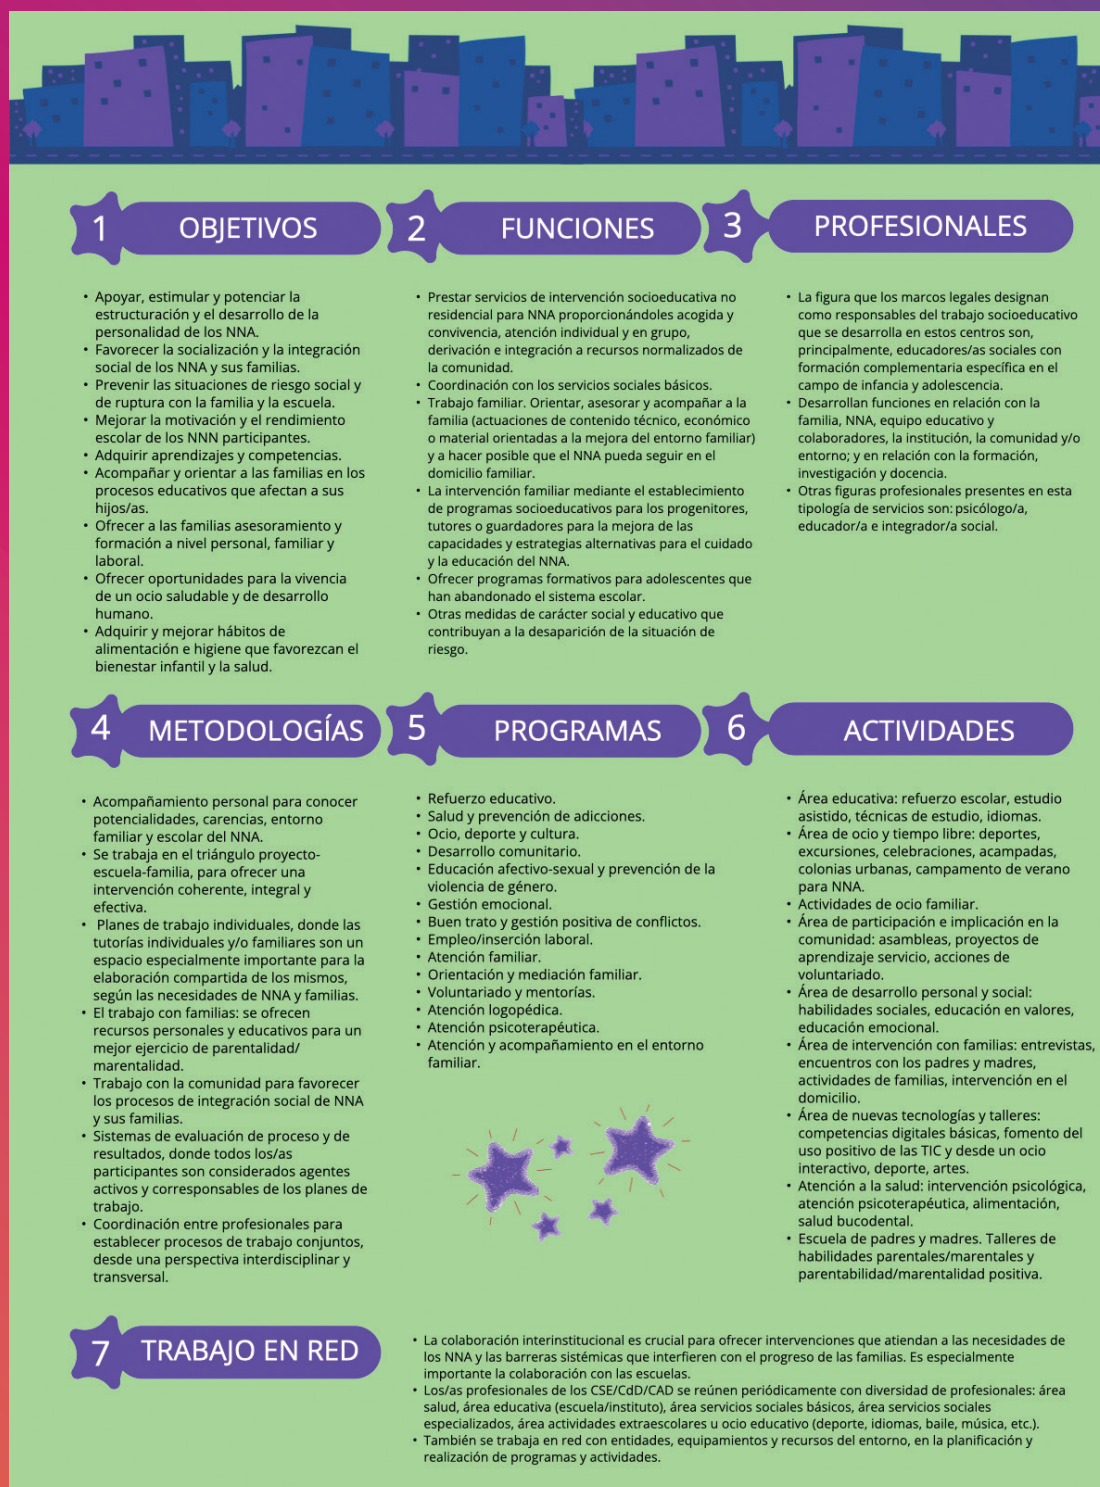 1 OBJETIVOS
• Apoyar, estimular y potenciar la
estructuración y el desarrollo de la
personalidad de los NNA.
• Favorecer la socialización y la integración
social de los NNA y sus familias.
• Prevenir las situaciones de riesgo social y
de ruptura con la familia y la escuela.
• Mejorar la motivación y el rendimiento
escolar de los NNN participantes.
• Adquirir aprendizajes y competencias.
• Acompañar y orientar a las familias en los
procesos educativos que afectan a sus
hijos/as.
• Ofrecer a las familias asesoramiento y
formación a nivel personal, familiar y
laboral.
• Ofrecer oportunidades para la vivencia
de un ocio saludable y de desarrollo
humano.
• Adquirir y mejorar hábitos de
alimentación e higiene que favorezcan el
bienestar infantil y la salud.
2 FUNCIONES
• Prestar servicios de intervención socioeducativa no
residencial para NNA proporcionándoles acogida y
convivencia, atención individual y en grupo,
derivación e integración a recursos normalizados de
la comunidad.
• Coordinación con los servicios sociales básicos.
• Trabajo familiar. Orientar, asesorar y acompañar a la
familia (actuaciones de contenido técnico, económico
o material orientadas a la mejora del entorno familiar)
y a hacer posible que el NNA pueda seguir en el
domicilio familiar.
• La intervención familiar mediante el establecimiento
de programas socioeducativos para los progenitores,
tutores o guardadores para la mejora de las
capacidades y estrategias alternativas para el cuidado
y la educación del NNA.
• Ofrecer programas formativos para adolescentes que
han abandonado el sistema escolar.
• Otras medidas de carácter social y educativo que
contribuyan a la desaparición de la situación de
riesgo.
3 PROFESIONALES
• La figura que los marcos legales designan
como responsables del trabajo socioeducativo
que se desarrolla en estos centros son,
principalmente, educadores/as sociales con
formación complementaria específica en el
campo de infancia y adolescencia.
• Desarrollan funciones en relación con la
familia, NNA, equipo educativo y
colaboradores, la institución, la comunidad y/o
entorno; y en relación con la formación,
investigación y docencia.
• Otras figuras profesionales presentes en esta
tipología de servicios son: psicólogo/a,
educador/a e integrador/a social.
4 METODOLOGÍAS
• Acompañamiento personal para conocer
potencialidades, carencias, entorno
familiar y escolar del NNA.
• Se trabaja en el triángulo proyecto-
escuela-familia, para ofrecer una
intervención coherente, integral y
efectiva.
• Planes de trabajo individuales, donde las
tutorías individuales y/o familiares son un
espacio especialmente importante para la
elaboración compartida de los mismos,
según las necesidades de NNA y familias.
• El trabajo con familias: se ofrecen
recursos personales y educativos para un
mejor ejercicio de parentalidad/
marentalidad.
• Trabajo con la comunidad para favorecer
los procesos de integración social de NNA
y sus familias.
• Sistemas de evaluación de proceso y de
resultados, donde todos los/as
participantes son considerados agentes
activos y corresponsables de los planes de
trabajo.
• Coordinación entre profesionales para
establecer procesos de trabajo conjuntos,
desde una perspectiva interdisciplinar y
transversal.
5 PROGRAMAS
• Refuerzo educativo.
• Salud y prevención de adicciones.
• Ocio, deporte y cultura.
• Desarrollo comunitario.
• Educación afectivo-sexual y prevención de la
violencia de género.
• Gestión emocional.
• Buen trato y gestión positiva de conflictos.
• Empleo/inserción laboral.
• Atención familiar.
• Orientación y mediación familiar.
• Voluntariado y mentorías.
• Atención logopédica.
• Atención psicoterapéutica.
• Atención y acompañamiento en el entorno
familiar.
6 ACTIVIDADES
• Área educativa: refuerzo escolar, estudio
asistido, técnicas de estudio, idiomas.
• Área de ocio y tiempo libre: deportes,
excursiones, celebraciones, acampadas,
colonias urbanas, campamento de verano
para NNA.
• Actividades de ocio familiar.
• Área de participación e implicación en la
comunidad: asambleas, proyectos de
aprendizaje servicio, acciones de
voluntariado.
• Área de desarrollo personal y social:
habilidades sociales, educación en valores,
educación emocional.
• Área de intervención con familias: entrevistas,
encuentros con los padres y madres,
actividades de familias, intervención en el
domicilio.
• Área de nuevas tecnologías y talleres:
competencias digitales básicas, fomento del
uso positivo de las TIC y desde un ocio
interactivo, deporte, artes.
• Atención a la salud: intervención psicológica,
atención psicoterapéutica, alimentación,
salud bucodental.
• Escuela de padres y madres. Talleres de
habilidades parentales/marentales y
parentabilidad/marentalidad positiva.
7 TRABAJO EN RED
• La colaboración interinstitucional es crucial para ofrecer intervenciones que atiendan a las necesidades de
los NNA y las barreras sistémicas que interfieren con el progreso de las familias. Es especialmente
importante la colaboración con las escuelas.
• Los/as profesionales de los CSE/CdD/CAD se reúnen periódicamente con diversidad de profesionales: área
salud, área educativa (escuela/instituto), área servicios sociales básicos, área servicios sociales
especializados, área actividades extraescolares u ocio educativo (deporte, idiomas, baile, música, etc.).
• También se trabaja en red con entidades, equipamientos y recursos del entorno, en la planificación y
realización de programas y actividades.